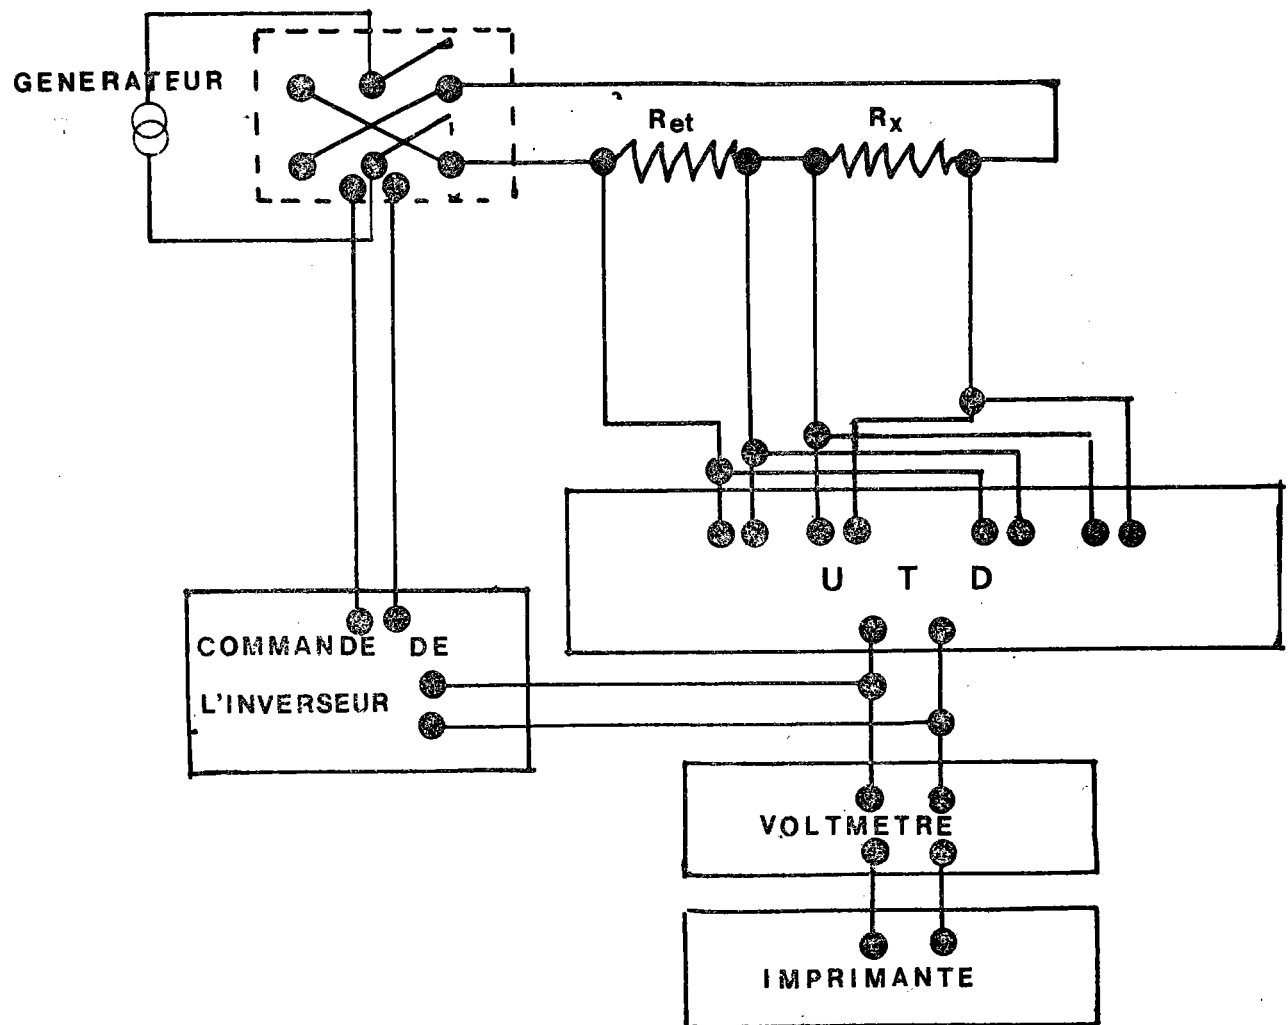 GENERATEUR
Ret
Rx
U T D
COMMANDE DE
L'INVERSEUR
VOLTMETRE
IMPRIMANTE